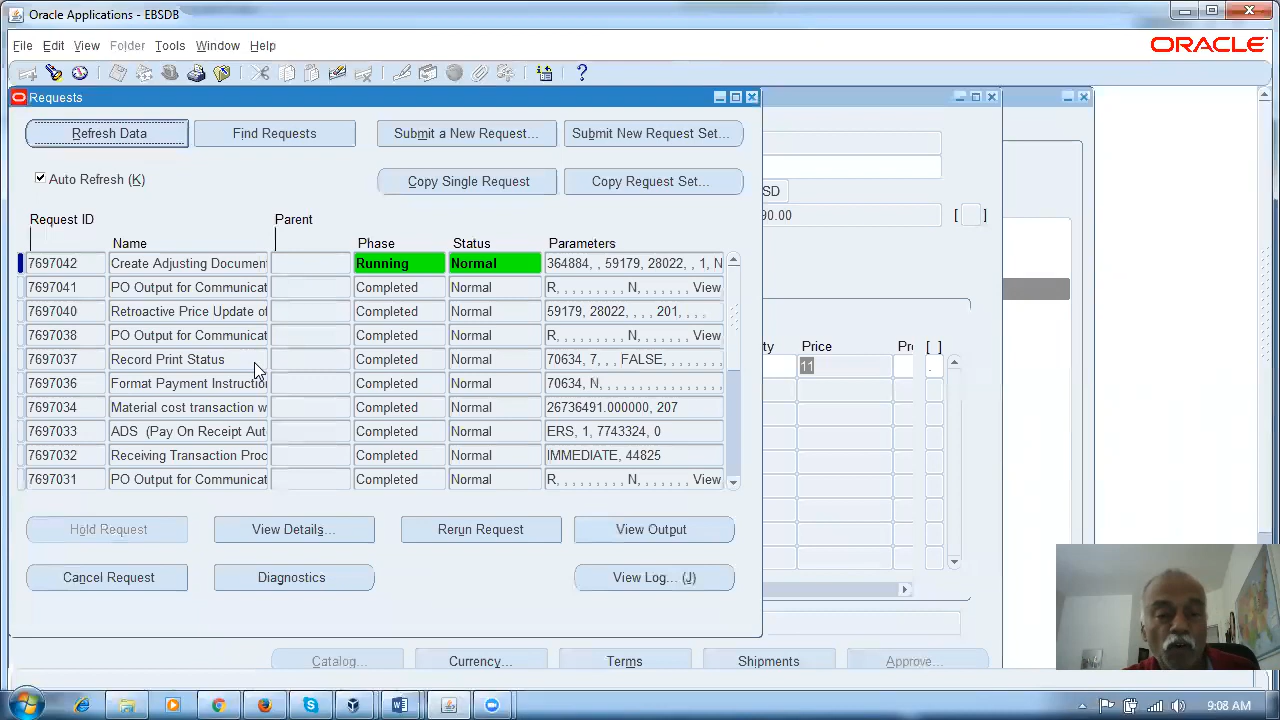 Oracle Applications - EBSDB
File Edit View Folder Tools Window Help
ORACLE
Requests
Refresh Data Find Requests Submit a New Request... Submit New Request Set...
Auto Refresh (K) Copy Single Request Copy Request Set...
SD
90.00 [ ]
Request ID Parent
Name Phase Status Parameters
7697042 Create Adjusting Document Running Normal 364884, , 59179, 28022, , 1, N
7697041 PO Output for Communicat Completed Normal R, , , , , , , , , N, , , , , , , View
7697040 Retroactive Price Update of Completed Normal 59179, 28022, , , , 201, , , ,
7697038 PO Output for Communicat Completed Normal R, , , , , , , , , N, , , , , , , View
7697037 Record Print Status Completed Normal 70634, 7, , , FALSE, , , , , ,
7697036 Format Payment Instructio Completed Normal 70634, N, , , , , , , , , , , , , ,
7697034 Material cost transaction w Completed Normal 26736491.000000, 207
7697033 ADS (Pay On Receipt Aut Completed Normal ERS, 1, 7743324, 0
7697032 Receiving Transaction Proc Completed Normal IMMEDIATE, 44825
7697031 PO Output for Communicat Completed Normal R, , , , , , , , , N, , , , , , , View
ty Price Pr [ ]
11 .
Hold Request View Details... Rerun Request View Output
Cancel Request Diagnostics View Log... (J)
Catalog... Currency... Terms Shipments Approve...
9:08 AM